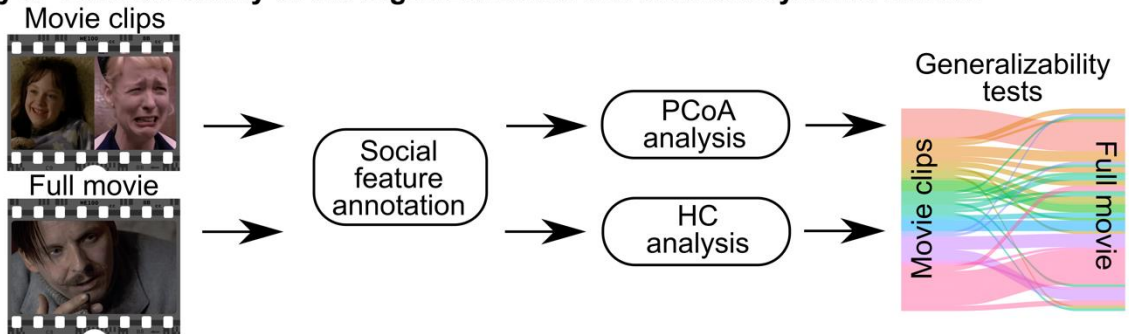 Movie clips
Full movie
Social
feature
annotation
PCoA
analysis
HC
analysis
Generalizability
tests
Movie clips
Full movie